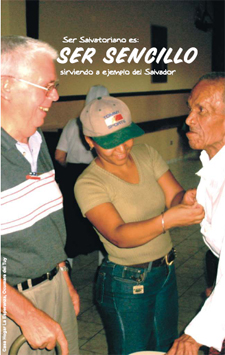 Ser Salvatoriano es:
SER SENCILLO
sirviendo a ejemplo del Salvador